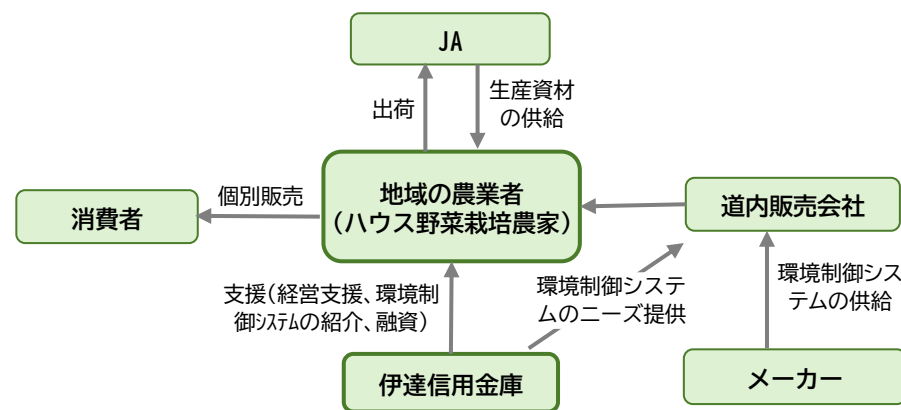 JA
出荷
生産資材
の供給
地域の農業者
（ハウス野菜栽培農家）
個別販売
消費者
道内販売会社
支援（経営支援、環境制
御ｼｽﾃﾑの紹介、融資）
環境制御システ
ムのニーズ提供
環境制御シス
テムの供給
伊達信用金庫
メーカー